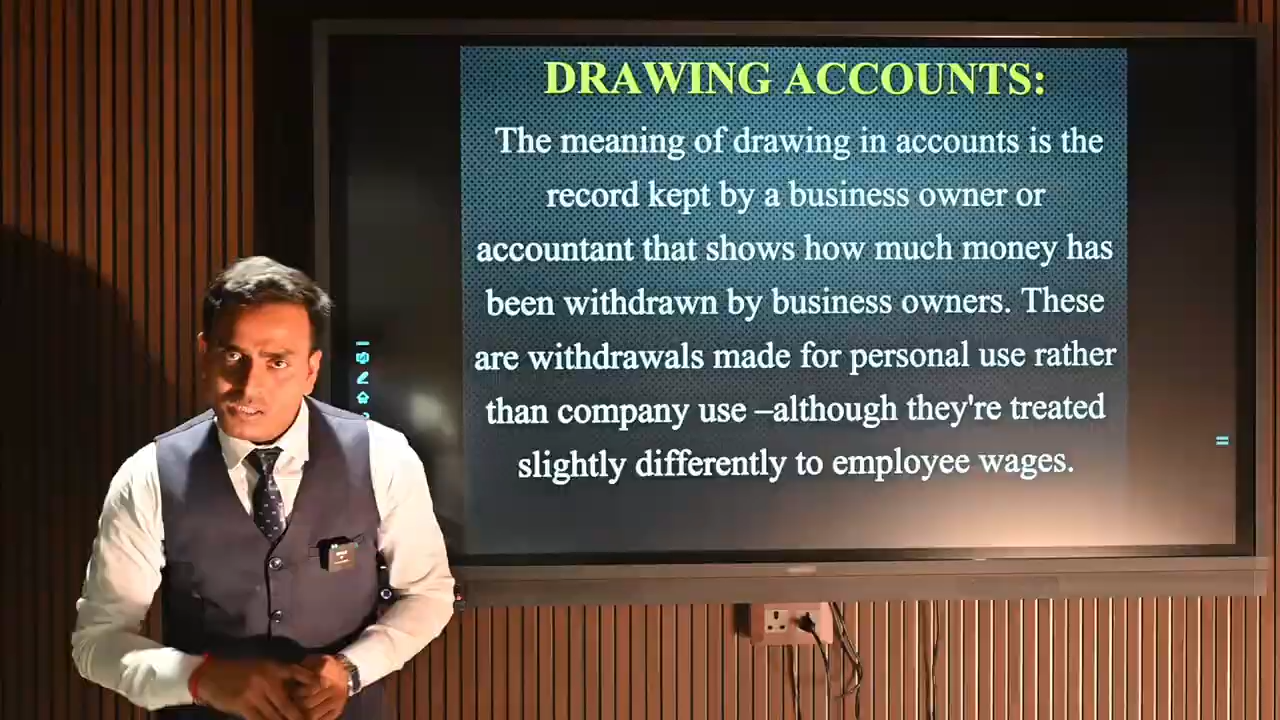 DRAWING ACCOUNTS:
The meaning of drawing in accounts is the
record kept by a business owner or
accountant that shows how much money has
been withdrawn by business owners. These
are withdrawals made for personal use rather
than company use –although they're treated
slightly differently to employee wages.